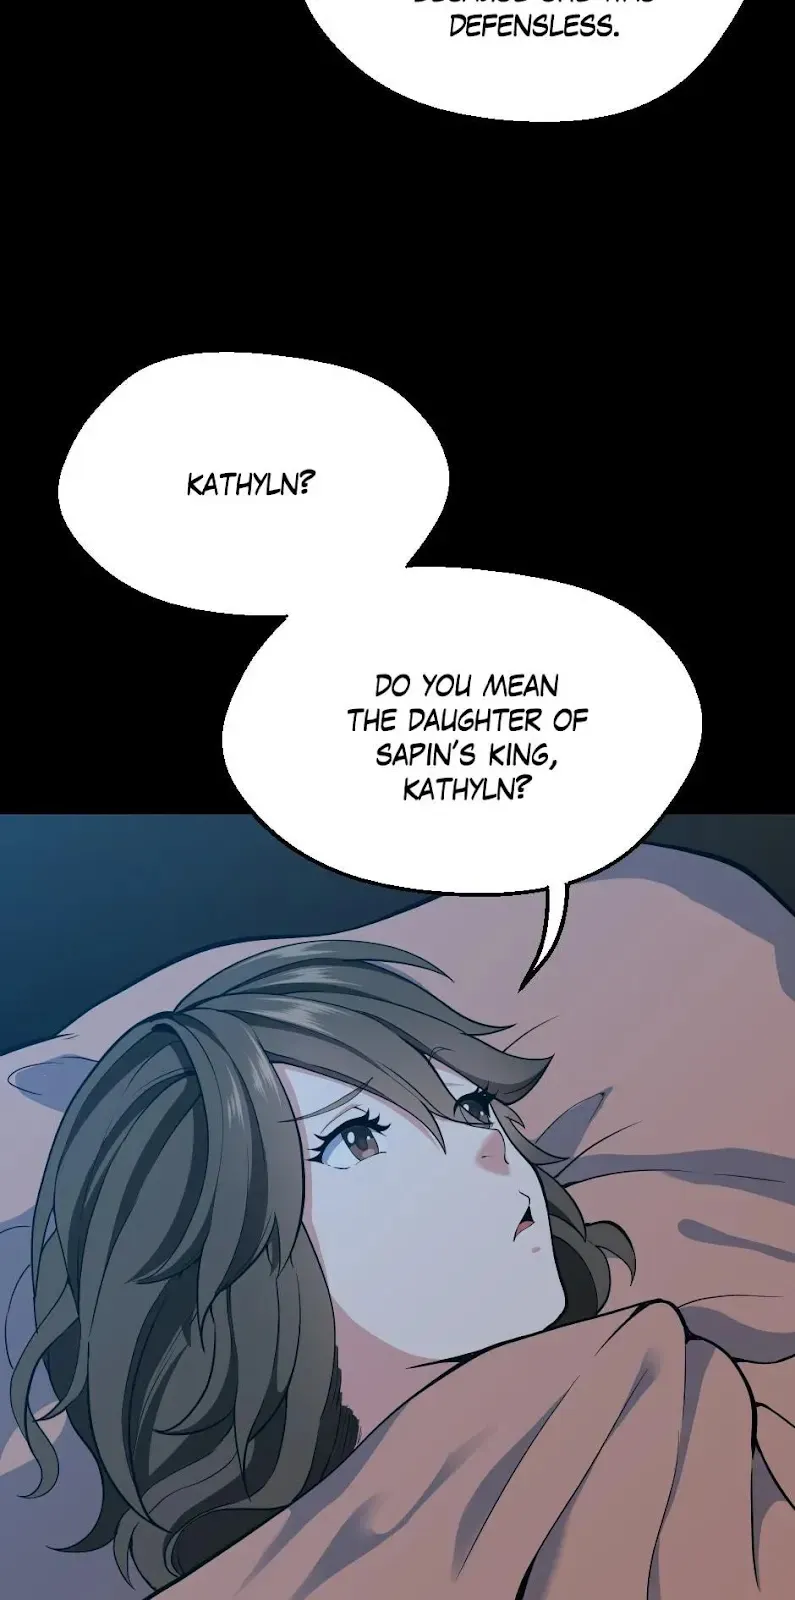 DEFENSLESS.
KATHYLN?
DO YOU MEAN
THE DAUGHTER OF
SAPIN'S KING,
KATHYLN?